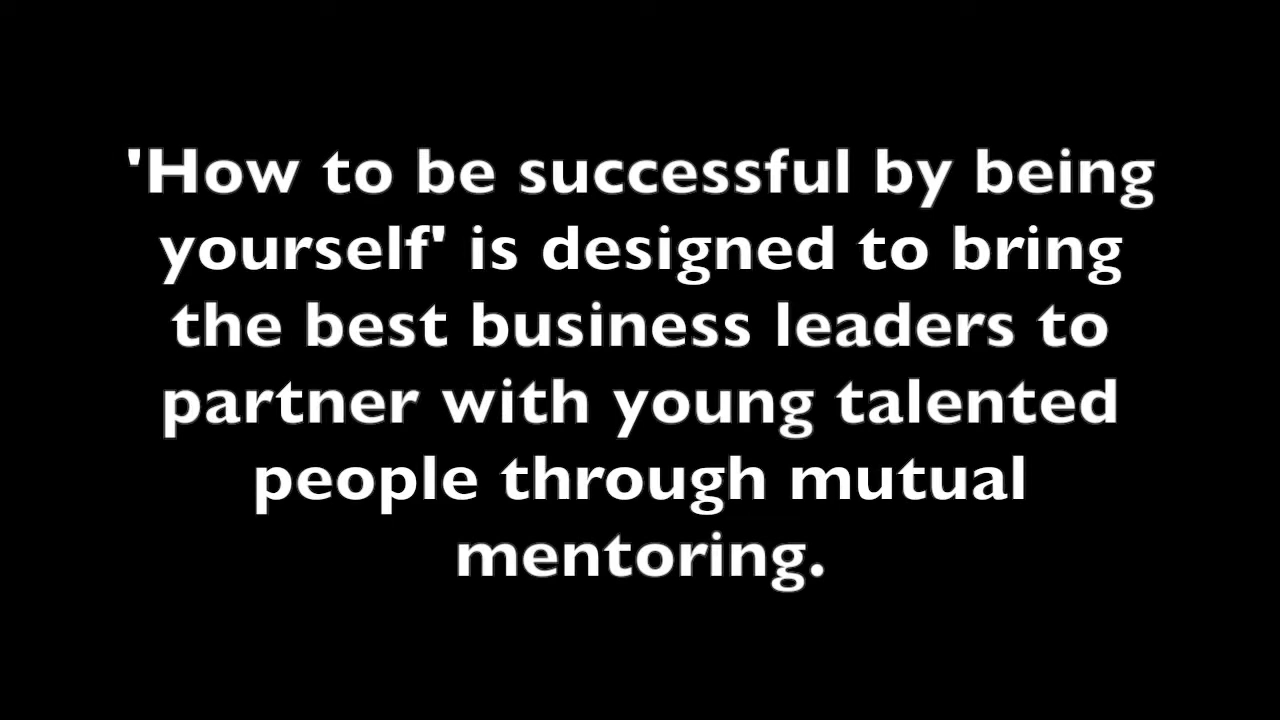 'How to be successful by being
yourself' is designed to bring
the best business leaders to
partner with young talented
people through mutual
mentoring.